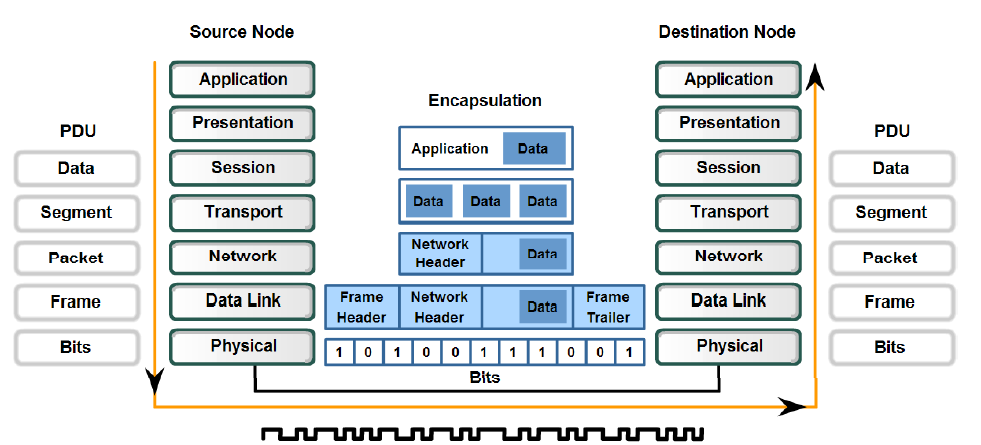 Source Node
Destination Node
Application
Application
Encapsulation
Presentation
Presentation
PDU
PDU
Application Data
Data
Session
Session
Data
Segment
Transport
Data Data Data
Transport
Segment
Packet
Network
Network Header
Data
Network
Packet
Frame
Data Link
Frame Header
Network Header
Data
Frame Trailer
Data Link
Frame
Bits
Physical
1 0 1 0 0 1 1 1 0 0 1
Physical
Bits
Bits